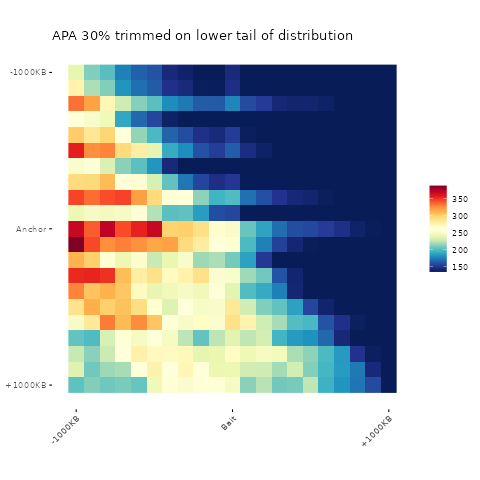 APA 30% trimmed on lower tail of distribution
-1000KB
Anchor
+1000KB
350
300
250
200
150
-1000KB
Bait
+1000KB